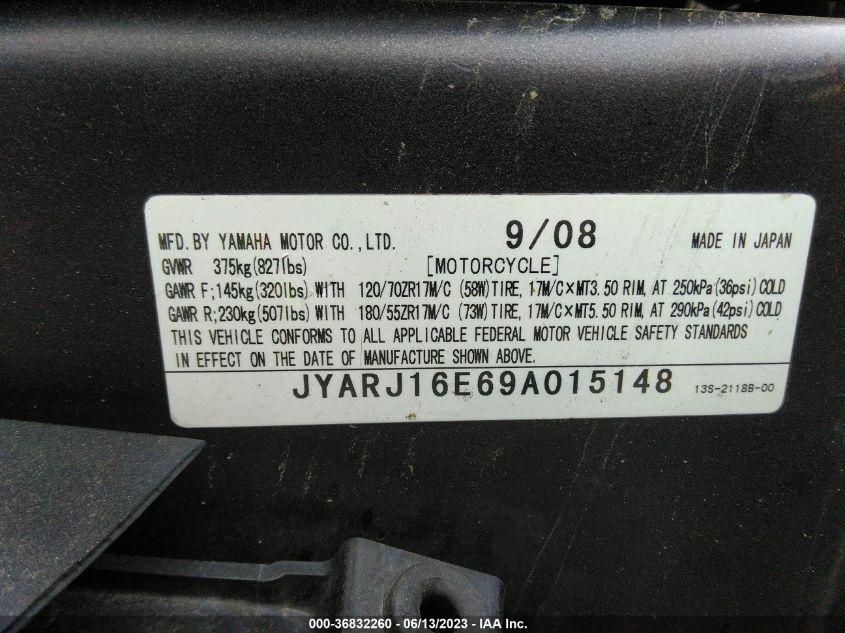 MFD. BY YAMAHA MOTOR CO., LTD. 9/08 MADE IN JAPAN
GVWR 375kg(827lbs) [MOTORCYCLE]
GAWR F;145kg(320lbs) WITH 120/70ZR17M/C (58W)TIRE, 17M/C×MT3.50 RIM, AT 250kPa(36psi)COLD
GAWR R;230kg(507lbs) WITH 180/55ZR17M/C (73W)TIRE, 17M/C×MT5.50 RIM, AT 290kPa(42psi)COLD
THIS VEHICLE CONFORMS TO ALL APPLICABLE FEDERAL MOTOR VEHICLE SAFETY STANDARDS
IN EFFECT ON THE DATE OF MANUFACTURE SHOWN ABOVE.
JYARJ16E69A015148 13S-2118B-00
000-36832260 - 06/13/2023 - IAA Inc.